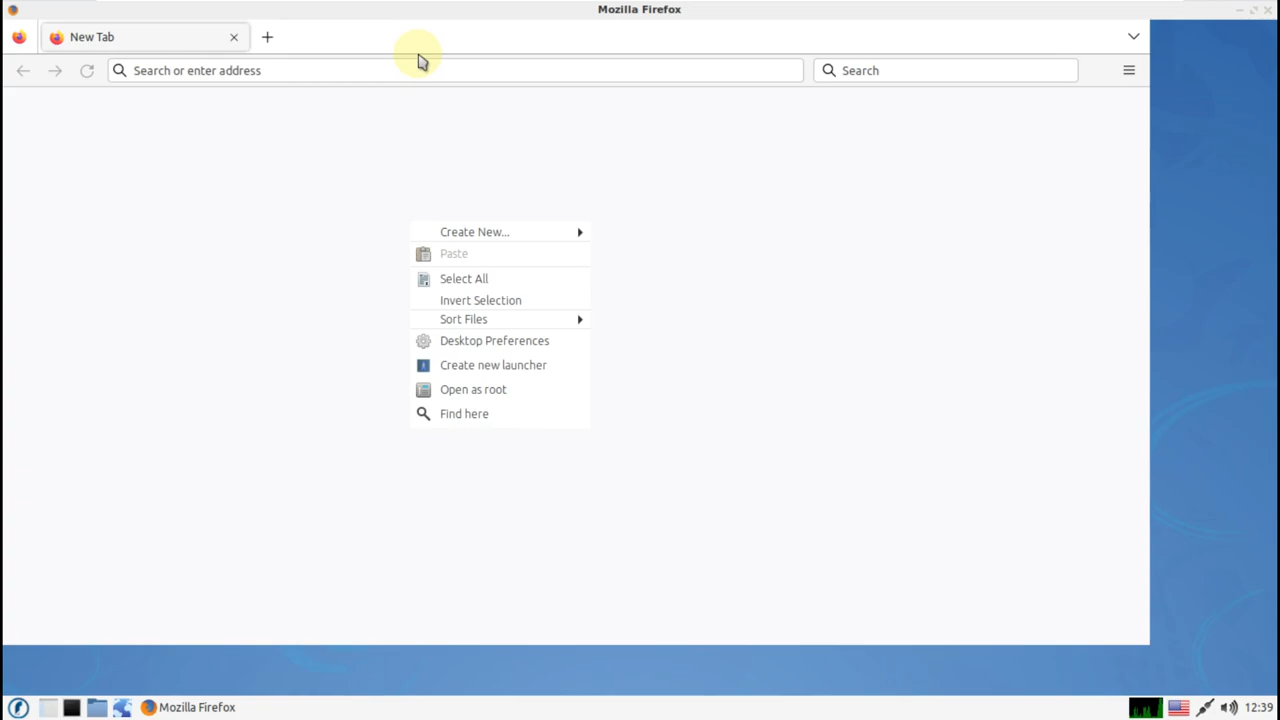 Mozilla Firefox
New Tab
Search or enter address
Search
Create New...
Paste
Select All
Invert Selection
Sort Files
Desktop Preferences
Create new launcher
Open as root
Find here
Mozilla Firefox
12:39